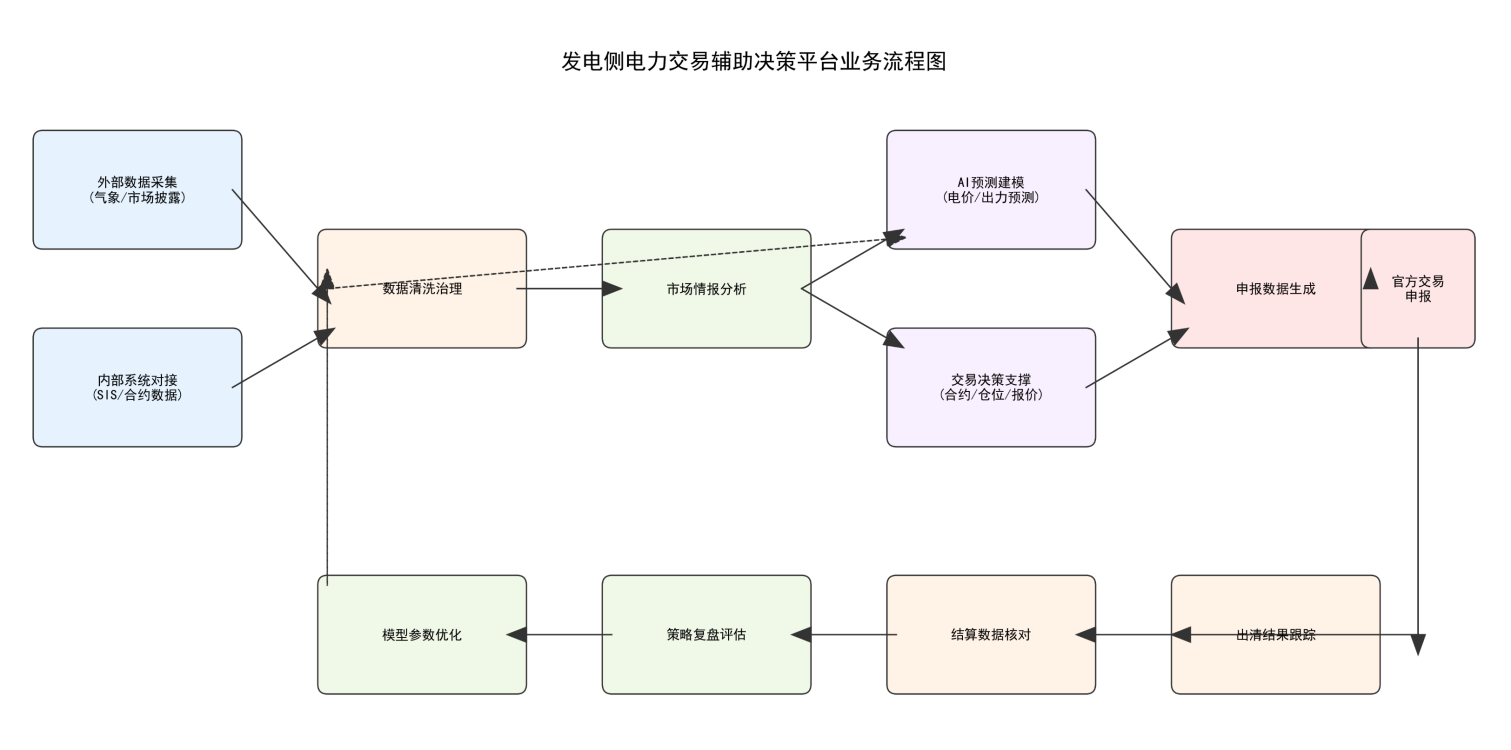 发电侧电力交易辅助决策平台业务流程图
外部数据采集
(气象/市场披露)
内部系统对接
(SIS/合约数据)
数据清洗治理
市场情报分析
AI预测建模
(电价/出力预测)
交易决策支撑
(合约/仓位/报价)
申报数据生成
官方交易
申报
模型参数优化
策略复盘评估
结算数据核对
出清结果跟踪